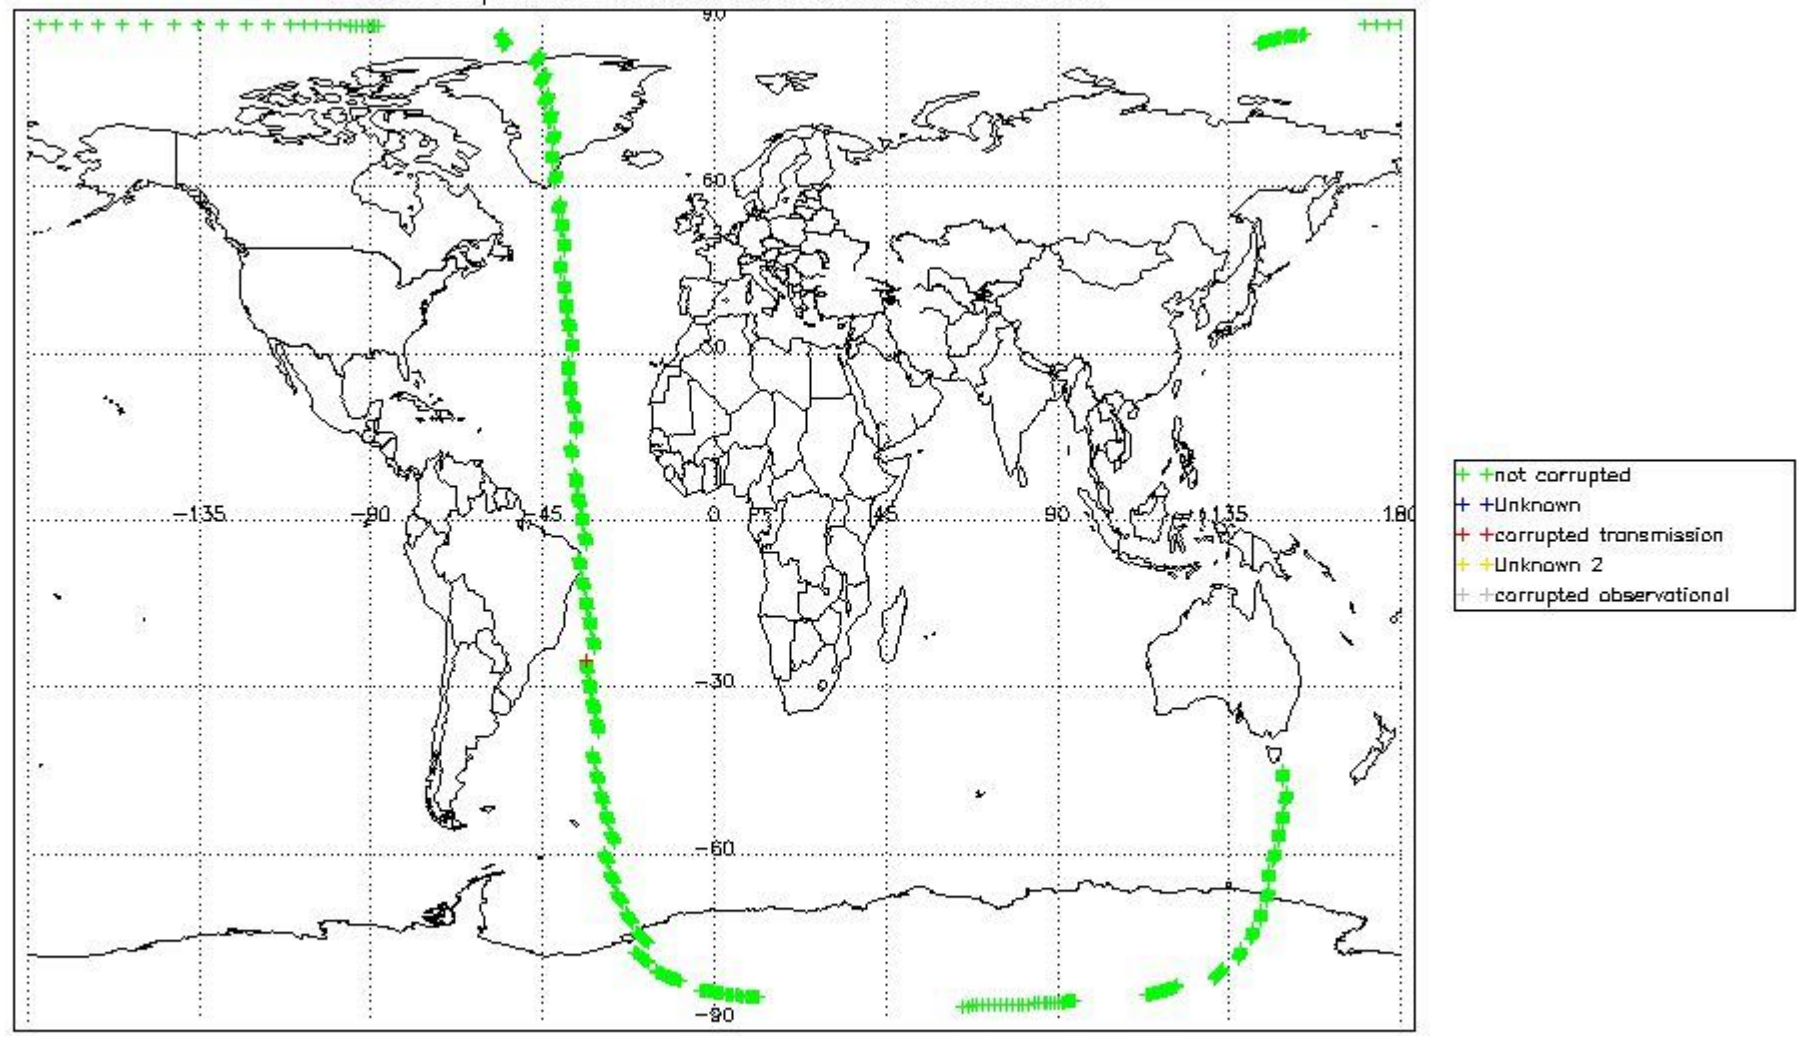 90
60
30
-135
-90
-45
0
45
90
135
180
-30
-60
-90
not corrupted
Unknown
corrupted transmission
Unknown 2
corrupted observational